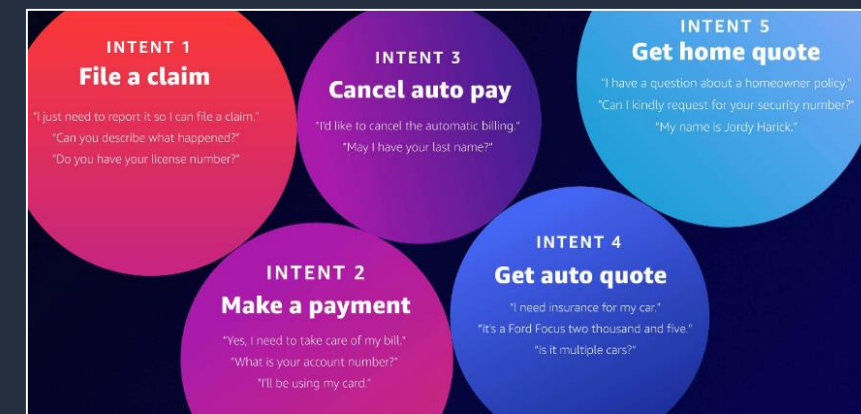 INTENT 1
File a claim
"I just need to report it so I can file a claim."
"Can you describe what happened?"
"Do you have your license number?"
INTENT 2
Make a payment
"Yes, I need to take care of my bill."
"What is your account number?"
"I'll be using my card."
INTENT 3
Cancel auto pay
"I'd like to cancel the automatic billing."
"May I have your last name?"
INTENT 4
Get auto quote
"I need insurance for my car."
"It's a Ford Focus two thousand and five."
"Is it multiple cars?"
INTENT 5
Get home quote
"I have a question about a homeowner policy."
"Can I kindly request for your security number?"
"My name is Jordy Harick."